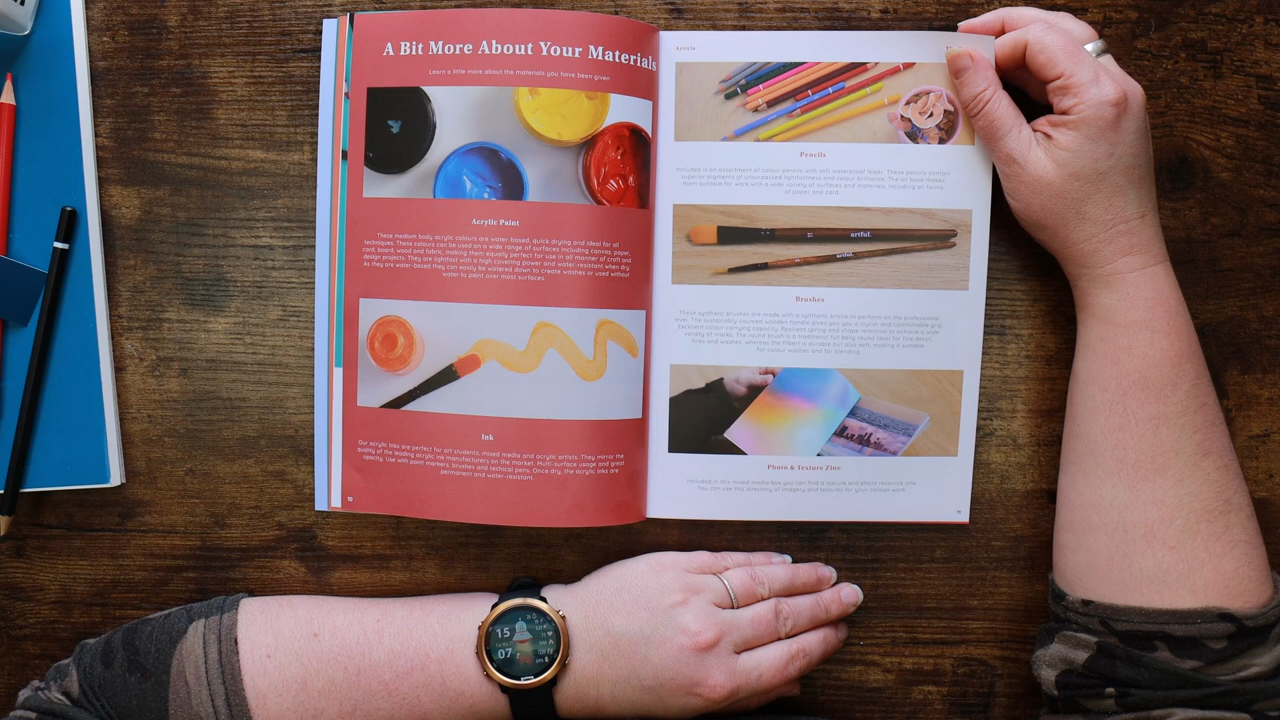 A Bit More About Your Materials
Learn a little more about the materials you have been given
Acrylic Paint
These medium body acrylic colours are water-based, quick drying and ideal for all
techniques. These colours can be used on a wide range of surfaces including canvas, paper,
card, board, wood and fabric, making them equally perfect for use in all manner of craft and
design projects. They are lightfast with a high covering power and water-resistant when dry.
As they are water-based they can easily be watered down to create washes or used without
water to paint over most surfaces.
Ink
Our acrylic inks are perfect for art students, mixed media and acrylic artists. They mirror the
quality of the leading acrylic ink manufacturers on the market. Multi-surface usage and great
opacity. Use with paint markers, brushes and techical pens. Once dry, the acrylic inks are
permanent and water-resistant.
10
Article
Pencils
Included is an assortment of colour pencils with soft waterproof leads. These pencils contain
superior pigments of unsurpassed lightfastness and colour brilliance. The oil base makes
them suitable for work with a wide variety of surfaces and materials, including all forms
of paper and card.
12
artful.
artful.
Brushes
These synthetic brushes are made with a synthetic bristle to perform on the professional
level. The sustainably sourced wooden handle gives you you a stylish and comfortable grip.
Excellent colour carrying capacity. Resilient spring and shape retention to achieve a wide
variety of marks. The round brush is a traditional full belly round ideal for fine detail,
lines and washes; whereas the filbert is durable but also soft, making it suitable
for colour washes and for blending.
Photo & Texture Zine
Included in this mixed media box you can find a texture and photo resource zine.
You can use this directory of imagery and textures for your college work.
11
15
07